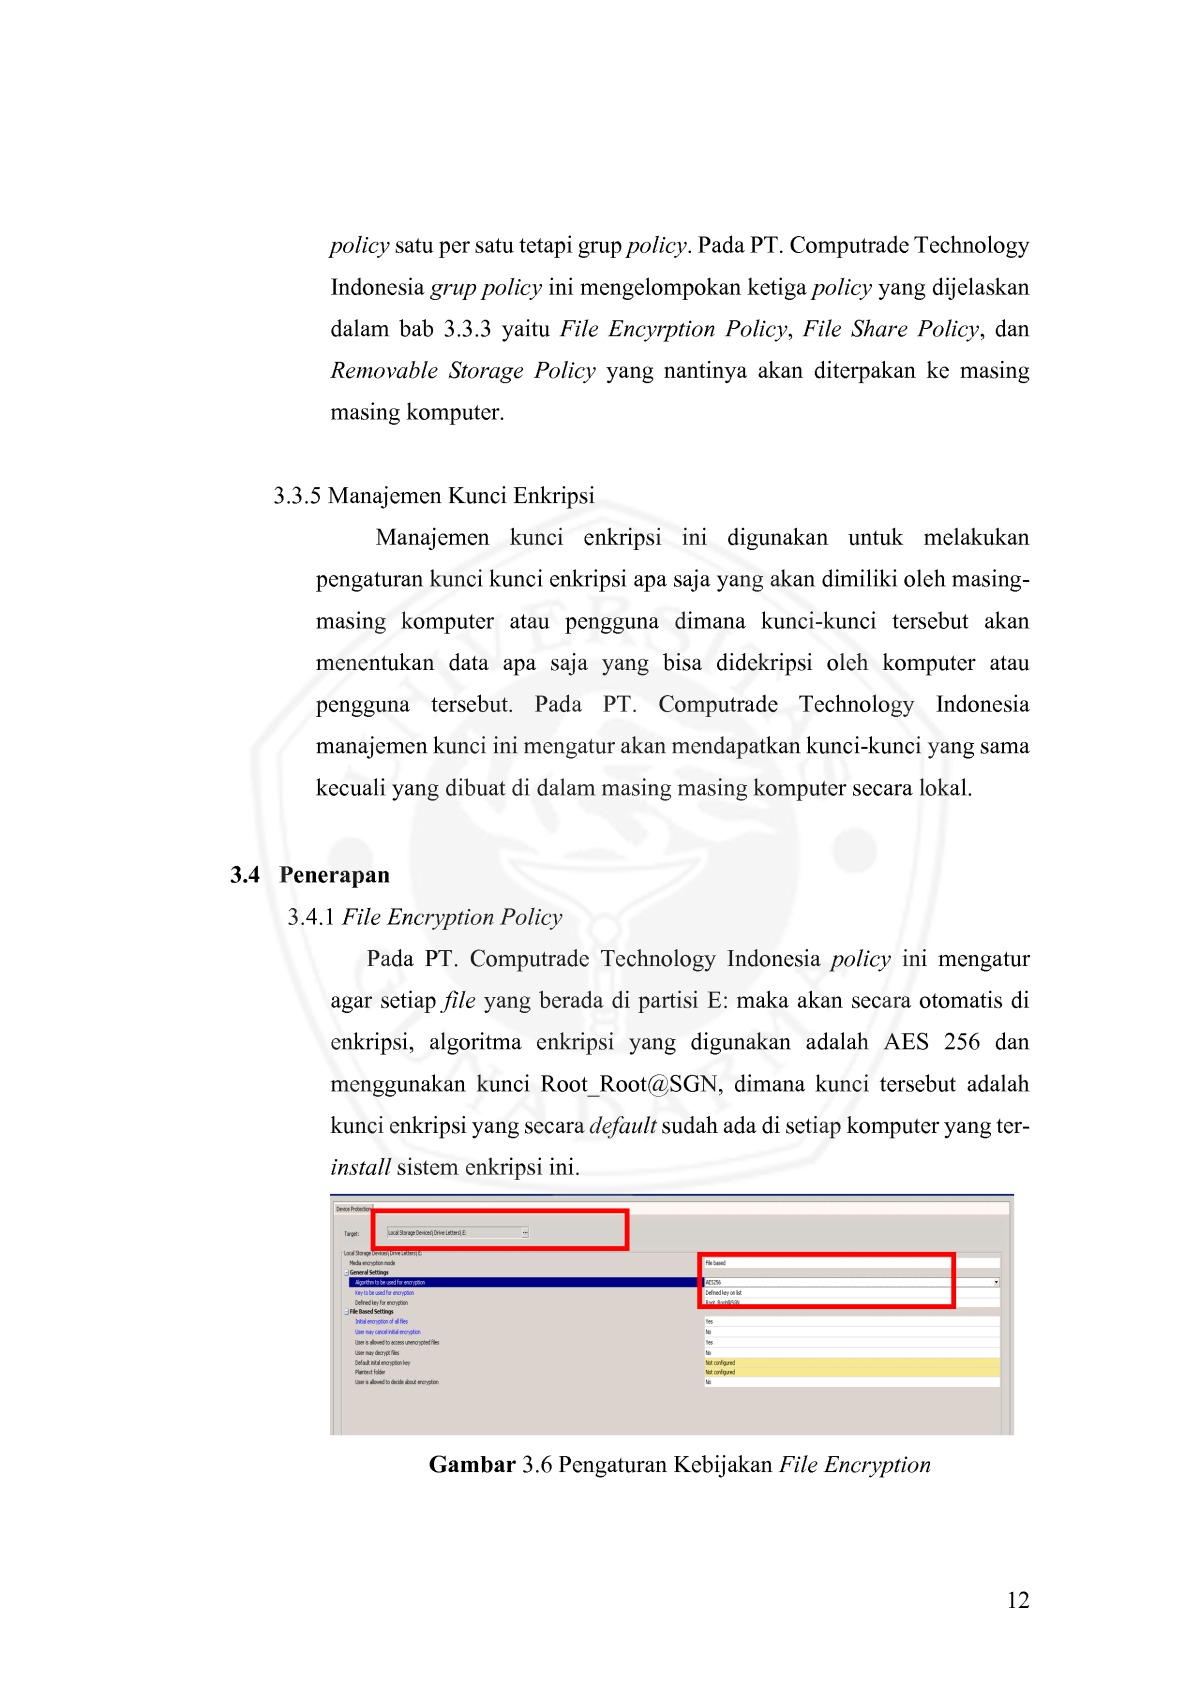 policy satu per satu tetapi grup policy. Pada PT. Computrade Technology
Indonesia grup policy ini mengelompokan ketiga policy yang dijelaskan
dalam bab 3.3.3 yaitu File Encyrption Policy, File Share Policy, dan
Removable Storage Policy yang nantinya akan diterpakan ke masing
masing komputer.
3.3.5 Manajemen Kunci Enkripsi
Manajemen kunci enkripsi ini digunakan untuk melakukan
pengaturan kunci kunci enkripsi apa saja yang akan dimiliki oleh masing-
masing komputer atau pengguna dimana kunci-kunci tersebut akan
menentukan data apa saja yang bisa didekripsi oleh komputer atau
pengguna tersebut. Pada PT. Computrade Technology Indonesia
manajemen kunci ini mengatur akan mendapatkan kunci-kunci yang sama
kecuali yang dibuat di dalam masing masing komputer secara lokal.
3.4 Penerapan
3.4.1 File Encryption Policy
Pada PT. Computrade Technology Indonesia policy ini mengatur
agar setiap file yang berada di partisi E: maka akan secara otomatis di
enkripsi, algoritma enkripsi yang digunakan adalah AES 256 dan
menggunakan kunci Root_Root@SGN, dimana kunci tersebut adalah
kunci enkripsi yang secara default sudah ada di setiap komputer yang ter-
install sistem enkripsi ini.
Device Protection
Target: Local Storage Devices\ Drive Letters\ E:
Local Storage Devices\ Drive Letters\ E:
Media encryption mode File based
General Settings
Algorithm to be used for encryption AES256
Key to be used for encryption Defined key on list
Defined key for encryption Root_Root@SGN
File Based Settings
Initial encryption of all files Yes
User may cancel initial encryption No
User is allowed to access unencrypted files Yes
User may decrypt files No
Default initial encryption key Not configured
Plaintext folder Not configured
User is allowed to decide about encryption No
Gambar 3.6 Pengaturan Kebijakan File Encryption
12
UNIVERSITAS
GUNADARMA